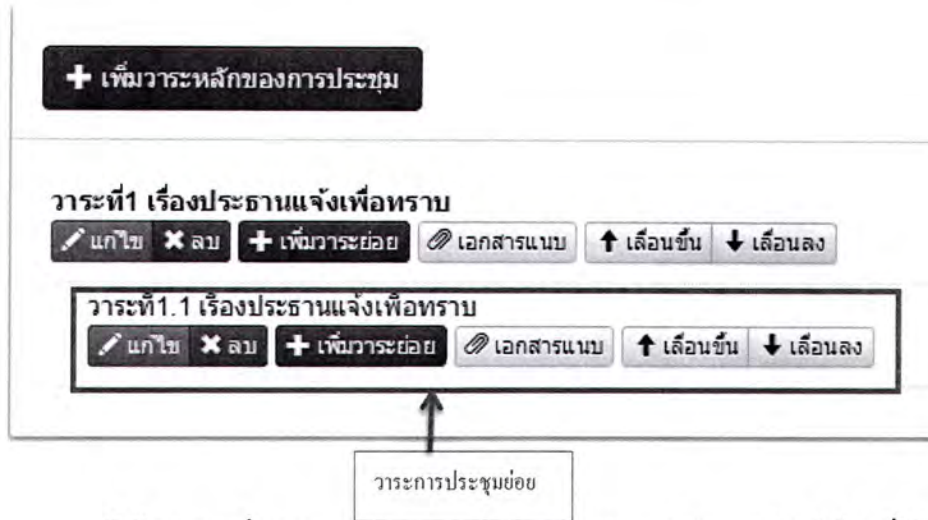 เพิ่มวาระหลักของการประชุม
วาระที่1 เรื่องประธานแจ้งเพื่อทราบ
แก้ไข ลบ เพิ่มวาระย่อย เอกสารแนบ เลื่อนขึ้น เลื่อนลง
วาระที่1.1 เรื่องประธานแจ้งเพื่อทราบ
แก้ไข ลบ เพิ่มวาระย่อย เอกสารแนบ เลื่อนขึ้น เลื่อนลง
วาระการประชุมย่อย